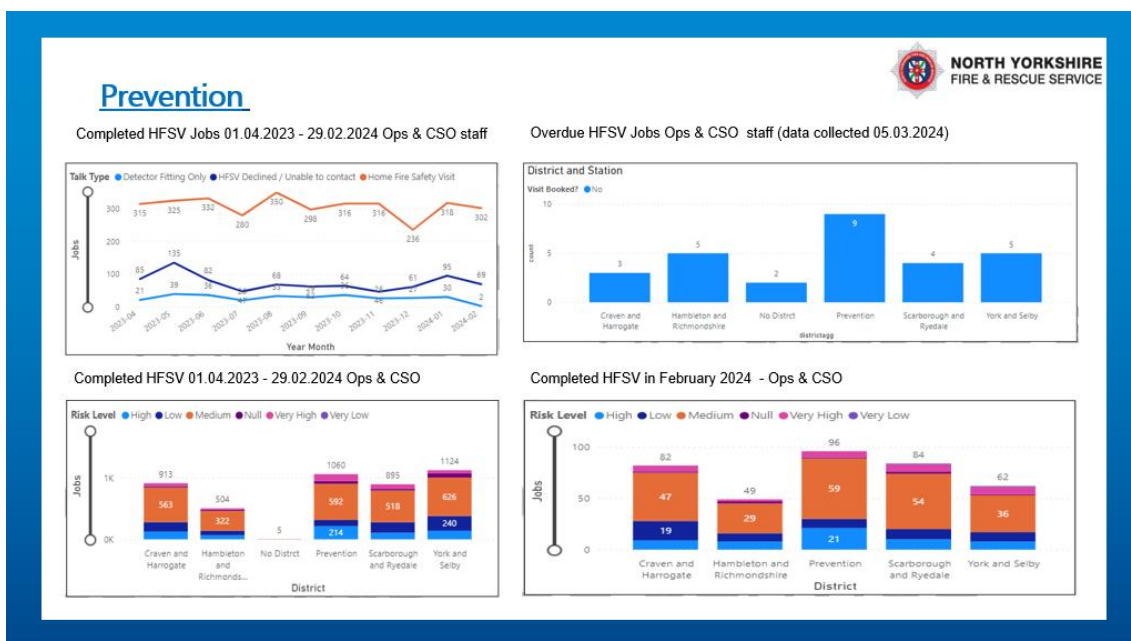 NORTH YORKSHIRE
FIRE & RESCUE SERVICE
Prevention
Completed HFSV Jobs 01.04.2023 - 29.02.2024 Ops & CSO staff
Talk Type Detector Fitting Only HFSV Declined / Unable to contact Home Fire Safety Visit
Jobs
300
200
100
0
315 325 332 280 350 298 316 316 236 318 302
85 135 82 68 64 61 95 69
21 39 36 30 2
2023-04 2023-05 2023-06 2023-07 2023-08 2023-09 2023-10 2023-11 2023-12 2024-01 2024-02
Year Month
Overdue HFSV Jobs Ops & CSO staff (data collected 05.03.2024)
District and Station
Visit Booked? No
count
10
5
0
3 5 2 9 4 5
Craven and Hambleton and No Distrct Prevention Scarborough and York and Selby
Harrogate Richmondshire Ryedale
districtagg
Completed HFSV 01.04.2023 - 29.02.2024 Ops & CSO
Risk Level High Low Medium Null Very High Very Low
Jobs
1K
0K
913 504 5 1060 895 1124
563 322 592 518 626
214 240
Craven and Hambleton No Distrct Prevention Scarborough York and
Harrogate and and Ryedale Selby
Richmonds...
District
Completed HFSV in February 2024 - Ops & CSO
Risk Level High Low Medium Null Very High Very Low
Jobs
100
50
0
82 49 96 84 62
47 29 59 54 36
19 21
Craven and Hambleton and Prevention Scarborough York and Selby
Harrogate Richmondshire and Ryedale
District